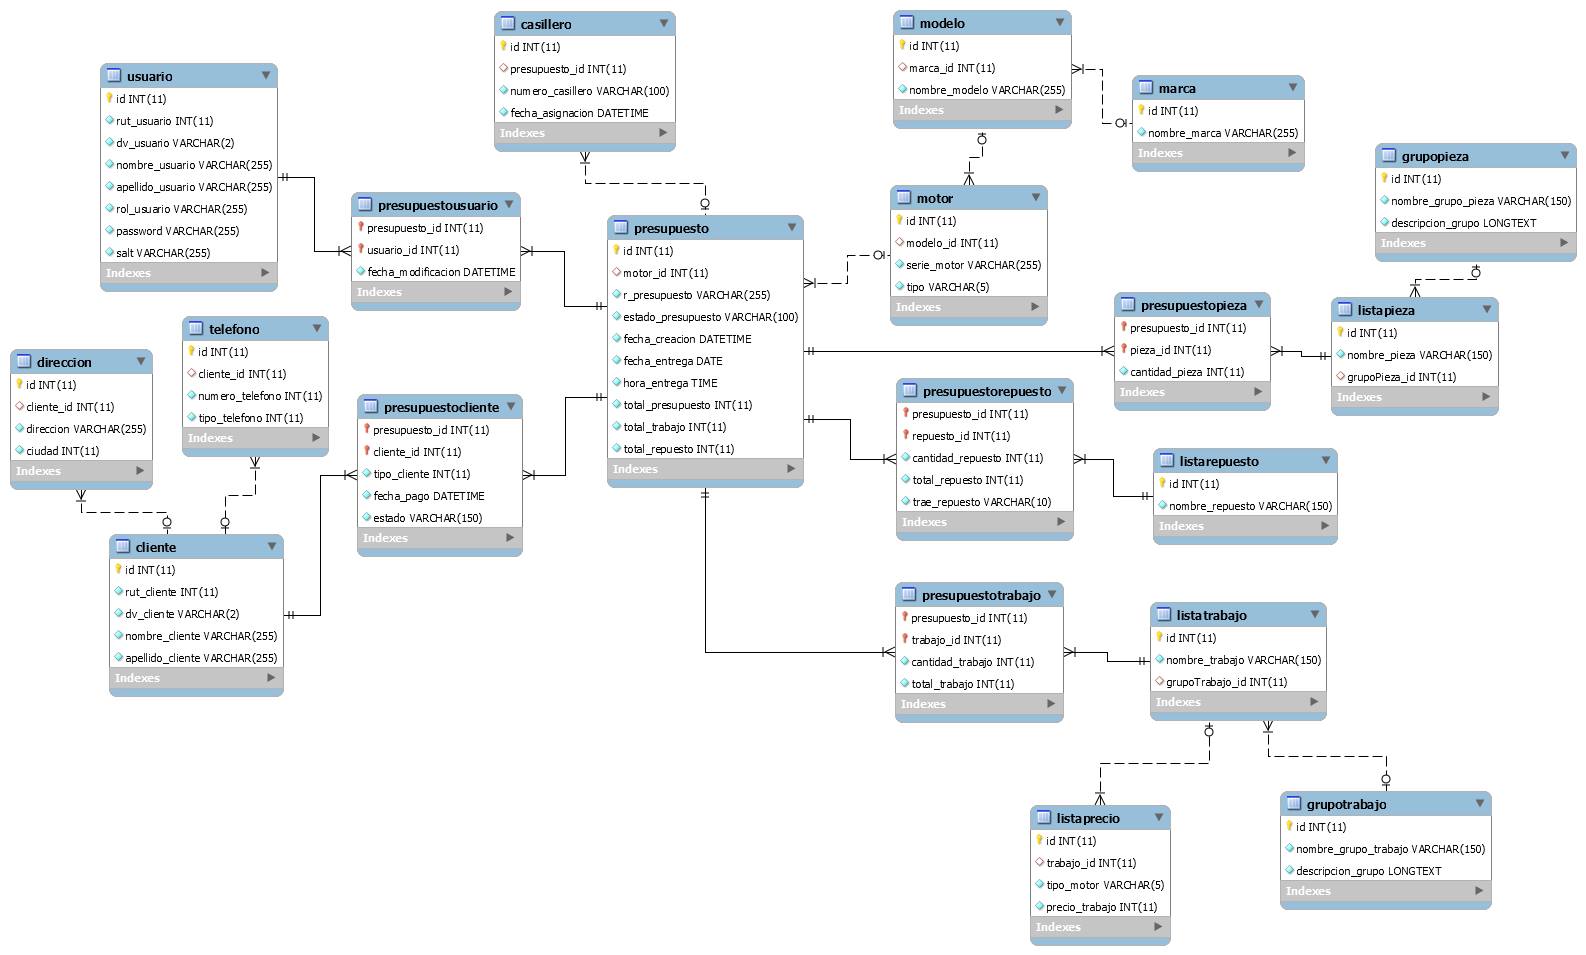 casillero
id INT(11)
presupuesto_id INT(11)
numero_casillero VARCHAR(100)
fecha_asignacion DATETIME
Indexes
modelo
id INT(11)
marca_id INT(11)
nombre_modelo VARCHAR(255)
Indexes
usuario
id INT(11)
rut_usuario INT(11)
dv_usuario VARCHAR(2)
nombre_usuario VARCHAR(255)
apellido_usuario VARCHAR(255)
rol_usuario VARCHAR(255)
password VARCHAR(255)
salt VARCHAR(255)
Indexes
marca
id INT(11)
nombre_marca VARCHAR(255)
Indexes
grupopieza
id INT(11)
nombre_grupo_pieza VARCHAR(150)
descripcion_grupo LONGTEXT
Indexes
presupuestousuario
presupuesto_id INT(11)
usuario_id INT(11)
fecha_modificacion DATETIME
Indexes
motor
id INT(11)
modelo_id INT(11)
serie_motor VARCHAR(255)
tipo VARCHAR(5)
Indexes
presupuesto
id INT(11)
motor_id INT(11)
r_presupuesto VARCHAR(255)
estado_presupuesto VARCHAR(100)
fecha_creacion DATETIME
fecha_entrega DATE
hora_entrega TIME
total_presupuesto INT(11)
total_trabajo INT(11)
total_repuesto INT(11)
Indexes
presupuestopieza
presupuesto_id INT(11)
pieza_id INT(11)
cantidad_pieza INT(11)
Indexes
listapieza
id INT(11)
nombre_pieza VARCHAR(150)
grupoPieza_id INT(11)
Indexes
telefono
id INT(11)
cliente_id INT(11)
numero_telefono INT(11)
tipo_telefono INT(11)
Indexes
direccion
id INT(11)
cliente_id INT(11)
direccion VARCHAR(255)
ciudad INT(11)
Indexes
presupuestocliente
presupuesto_id INT(11)
cliente_id INT(11)
tipo_cliente INT(11)
fecha_pago DATETIME
estado VARCHAR(150)
Indexes
presupuestorepuesto
presupuesto_id INT(11)
repuesto_id INT(11)
cantidad_repuesto INT(11)
total_repuesto INT(11)
trae_repuesto VARCHAR(10)
Indexes
listarepuesto
id INT(11)
nombre_repuesto VARCHAR(150)
Indexes
cliente
id INT(11)
rut_cliente INT(11)
dv_cliente VARCHAR(2)
nombre_cliente VARCHAR(255)
apellido_cliente VARCHAR(255)
Indexes
presupuestotrabajo
presupuesto_id INT(11)
trabajo_id INT(11)
cantidad_trabajo INT(11)
total_trabajo INT(11)
Indexes
listatrabajo
id INT(11)
nombre_trabajo VARCHAR(150)
grupoTrabajo_id INT(11)
Indexes
listaprecio
id INT(11)
trabajo_id INT(11)
tipo_motor VARCHAR(5)
precio_trabajo INT(11)
Indexes
grupotrabajo
id INT(11)
nombre_grupo_trabajo VARCHAR(150)
descripcion_grupo LONGTEXT
Indexes